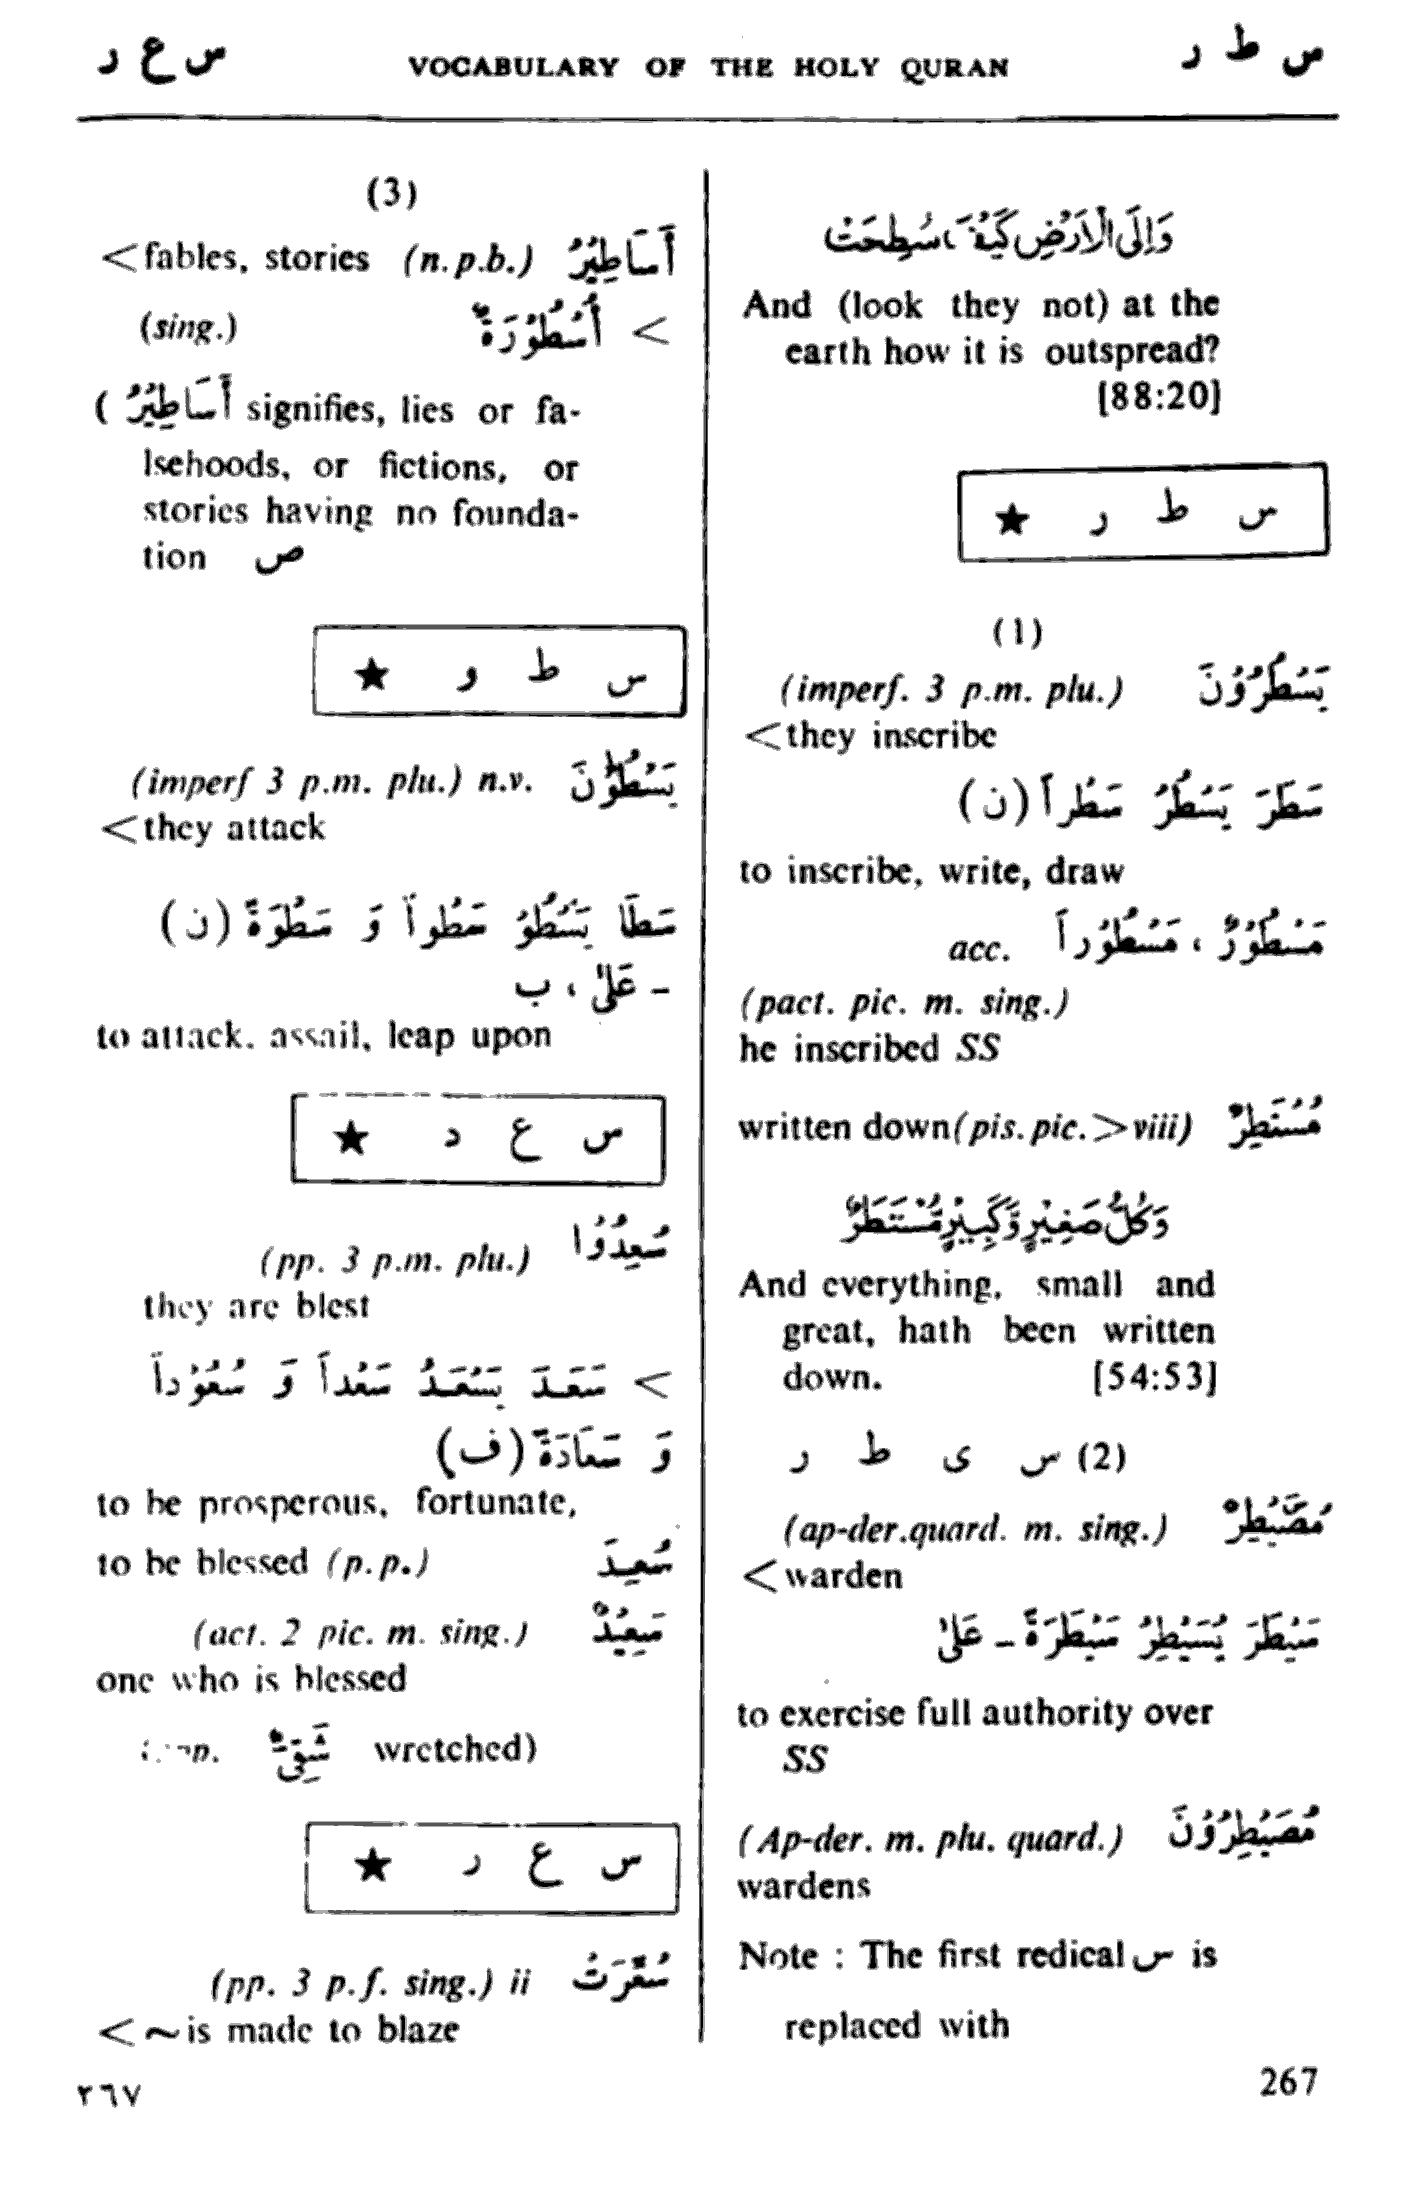 س ع ر VOCABULARY OF THE HOLY QURAN س ط ر
وَإِلَى الْأَرْضِ كَيْفَ سُطِحَتْ
And (look they not) at the
earth how it is outspread?
[88:20]
س ط ر ★
(1)
(imperf. 3 p.m. plu.) يَسْطُرُوْنَ
<they inscribe
سَطَرَ يَسْطُرُ سَطْراً (ن)
to inscribe, write, draw
مَسْطُوْرٌ ، مَسْطُوْراً acc.
(pact. pic. m. sing.)
he inscribed SS
written down(pis. pic.>viii) مُسْتَطَرٌ
وَكُلُّ صَغِيْرٍ وَّكَبِيْرٍ مُّسْتَطَرٌ
And everything, small and
great, hath been written
down. [54:53]
(2) س ى ط ر
(ap-der.quard. m. sing.) مُصَّيْطِرٌ
<warden
سَيْطَرَ يُسَيْطِرُ سَيْطَرَةً ـ عَلىٰ
to exercise full authority over
SS
(Ap-der. m. plu. quard.) مُصَيْطِرُوْنَ
wardens
Note : The first redical س is
replaced with
(3)
<fables, stories (n.p.b.) أَسَاطِيْرُ
(sing.) أُسْطُوْرَةٌ <
( أَسَاطِيْرُ signifies, lies or fa-
lsehoods, or fictions, or
stories having no founda-
tion ص
س ط و ★
(imperf 3 p.m. plu.) n.v. يَسْطُوْنَ
<they attack
سَطَا يَسْطُوْ سَطْواً وَ سَطْوَةً (ن)
ـ عَلىٰ ، ب
to attack. assail, leap upon
س ع د ★
(pp. 3 p.m. plu.) سُعِدُوْا
they are blest
> سَعَدَ يَسْعَدُ سَعْداً وَ سُعُوْداً
وَ سَعَادَةً (ف)
to be prosperous, fortunate,
to be blessed (p.p.) سُعِدَ
(act. 2 pic. m. sing.) سَعِيْدٌ
one who is blessed
شَقِىٌّ wretched)
س ع ر ★
(pp. 3 p.f. sing.) ii سُعِّرَتْ
<~is made to blaze
٢٦٧ 267